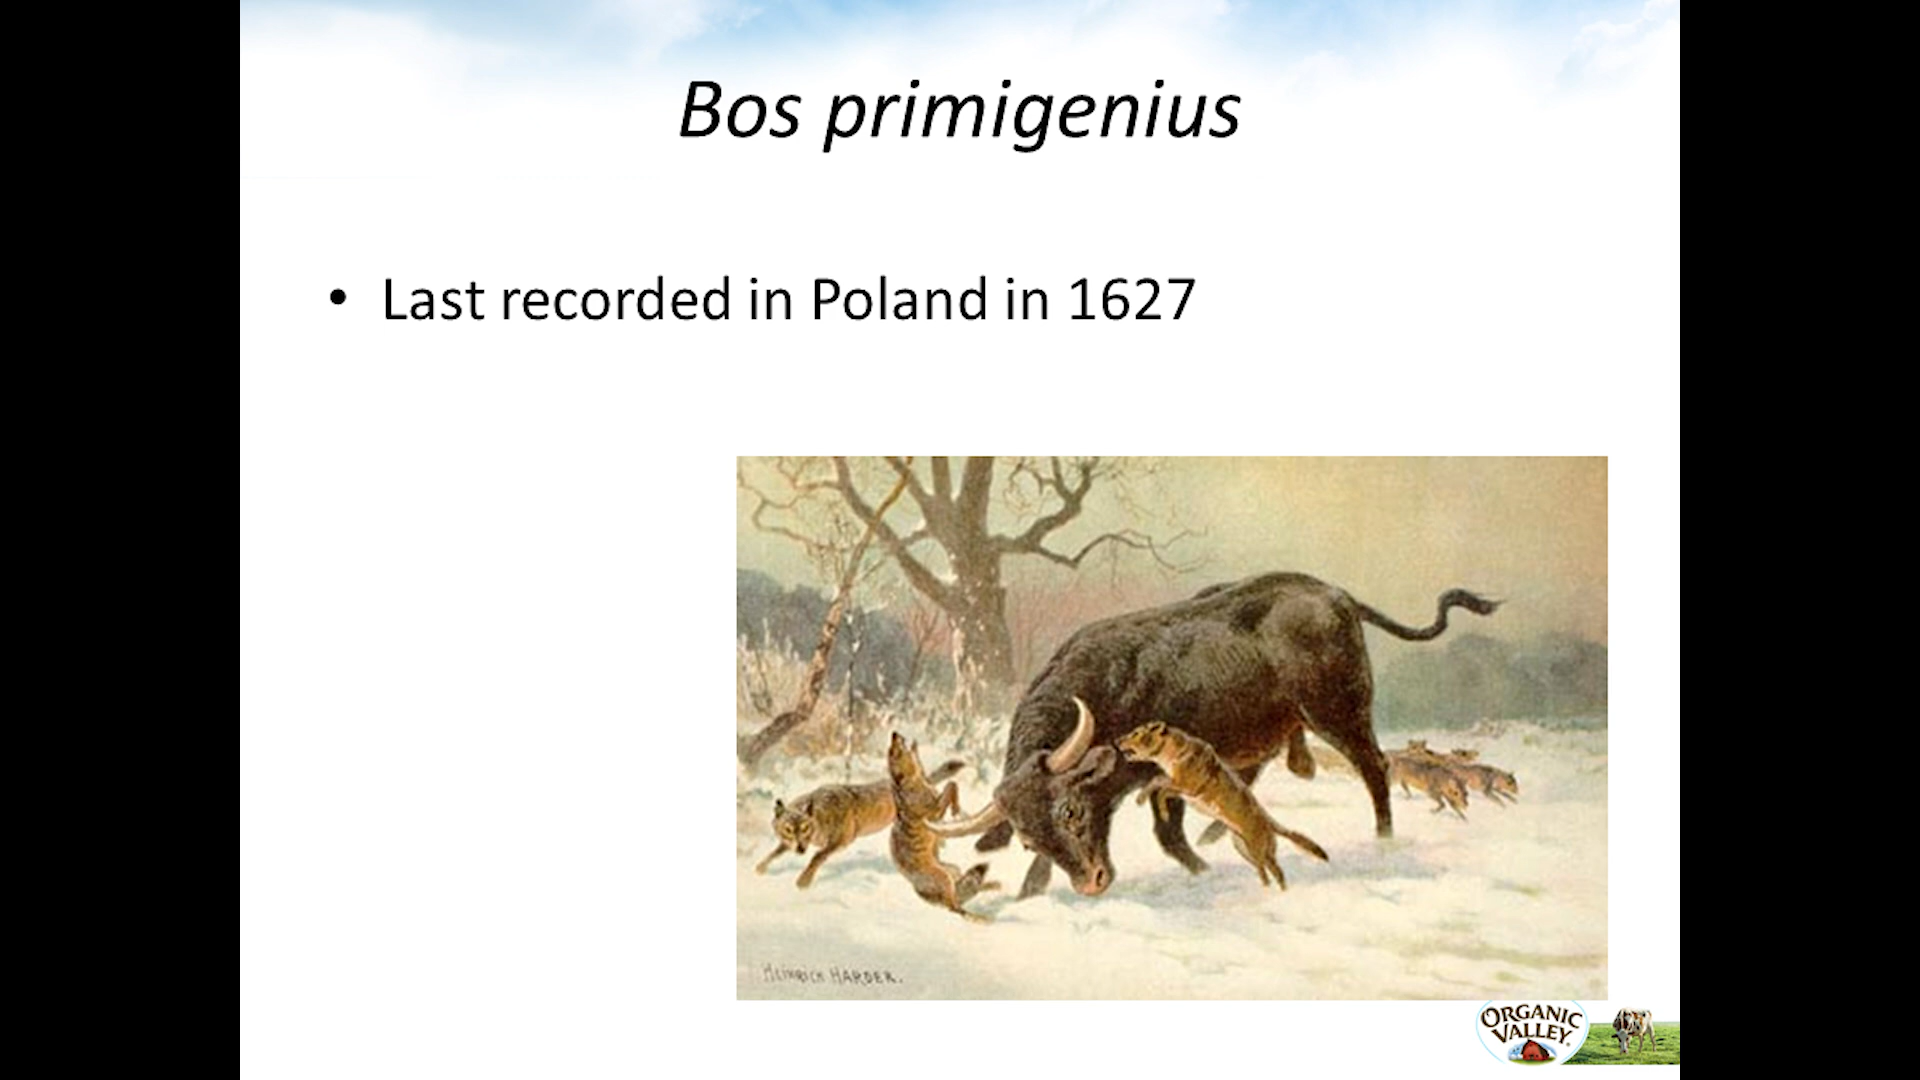 Bos primigenius
• Last recorded in Poland in 1627
HEINRICH HARDER.
ORGANIC
VALLEY